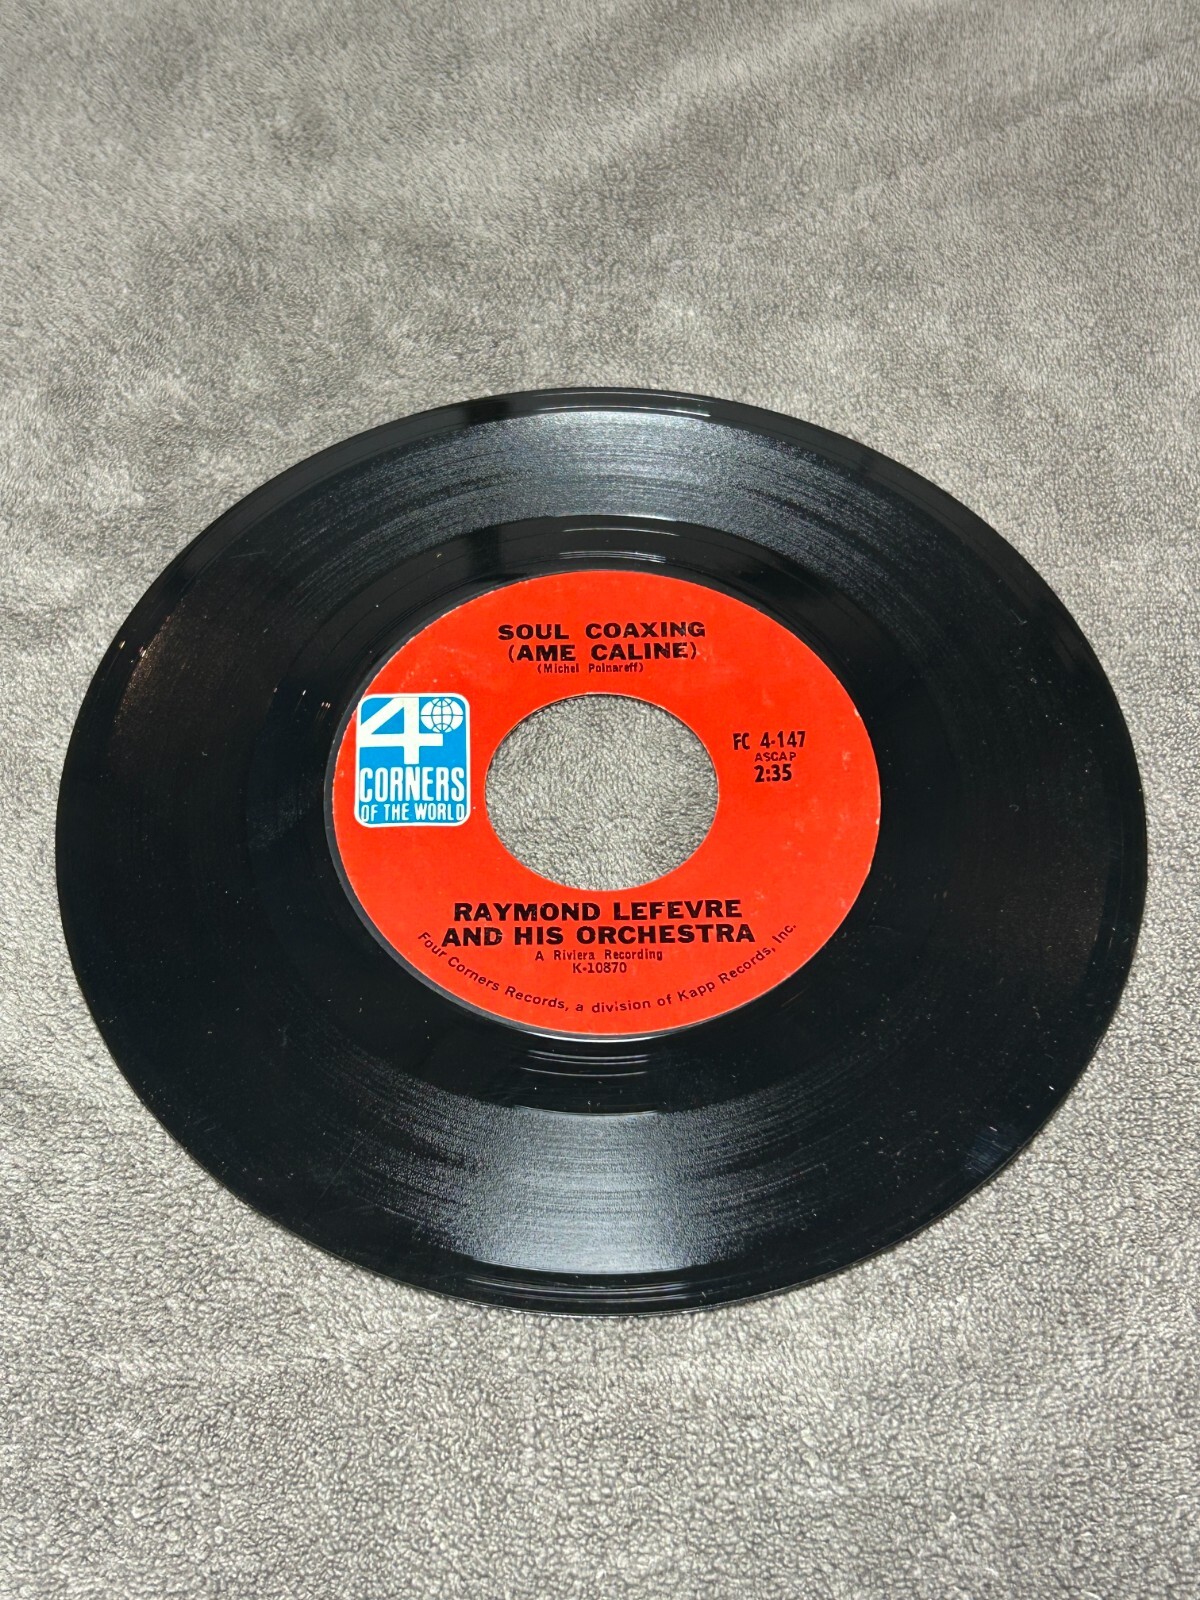 SOUL COAXING
(AME CALINE)
(Michel Polnareff)
4
CORNERS
OF THE WORLD
FC 4-147
ASCAP
2:35
RAYMOND LEFEVRE
AND HIS ORCHESTRA
A Riviera Recording
K-10870
Four Corners Records, a division of Kapp Records, Inc.